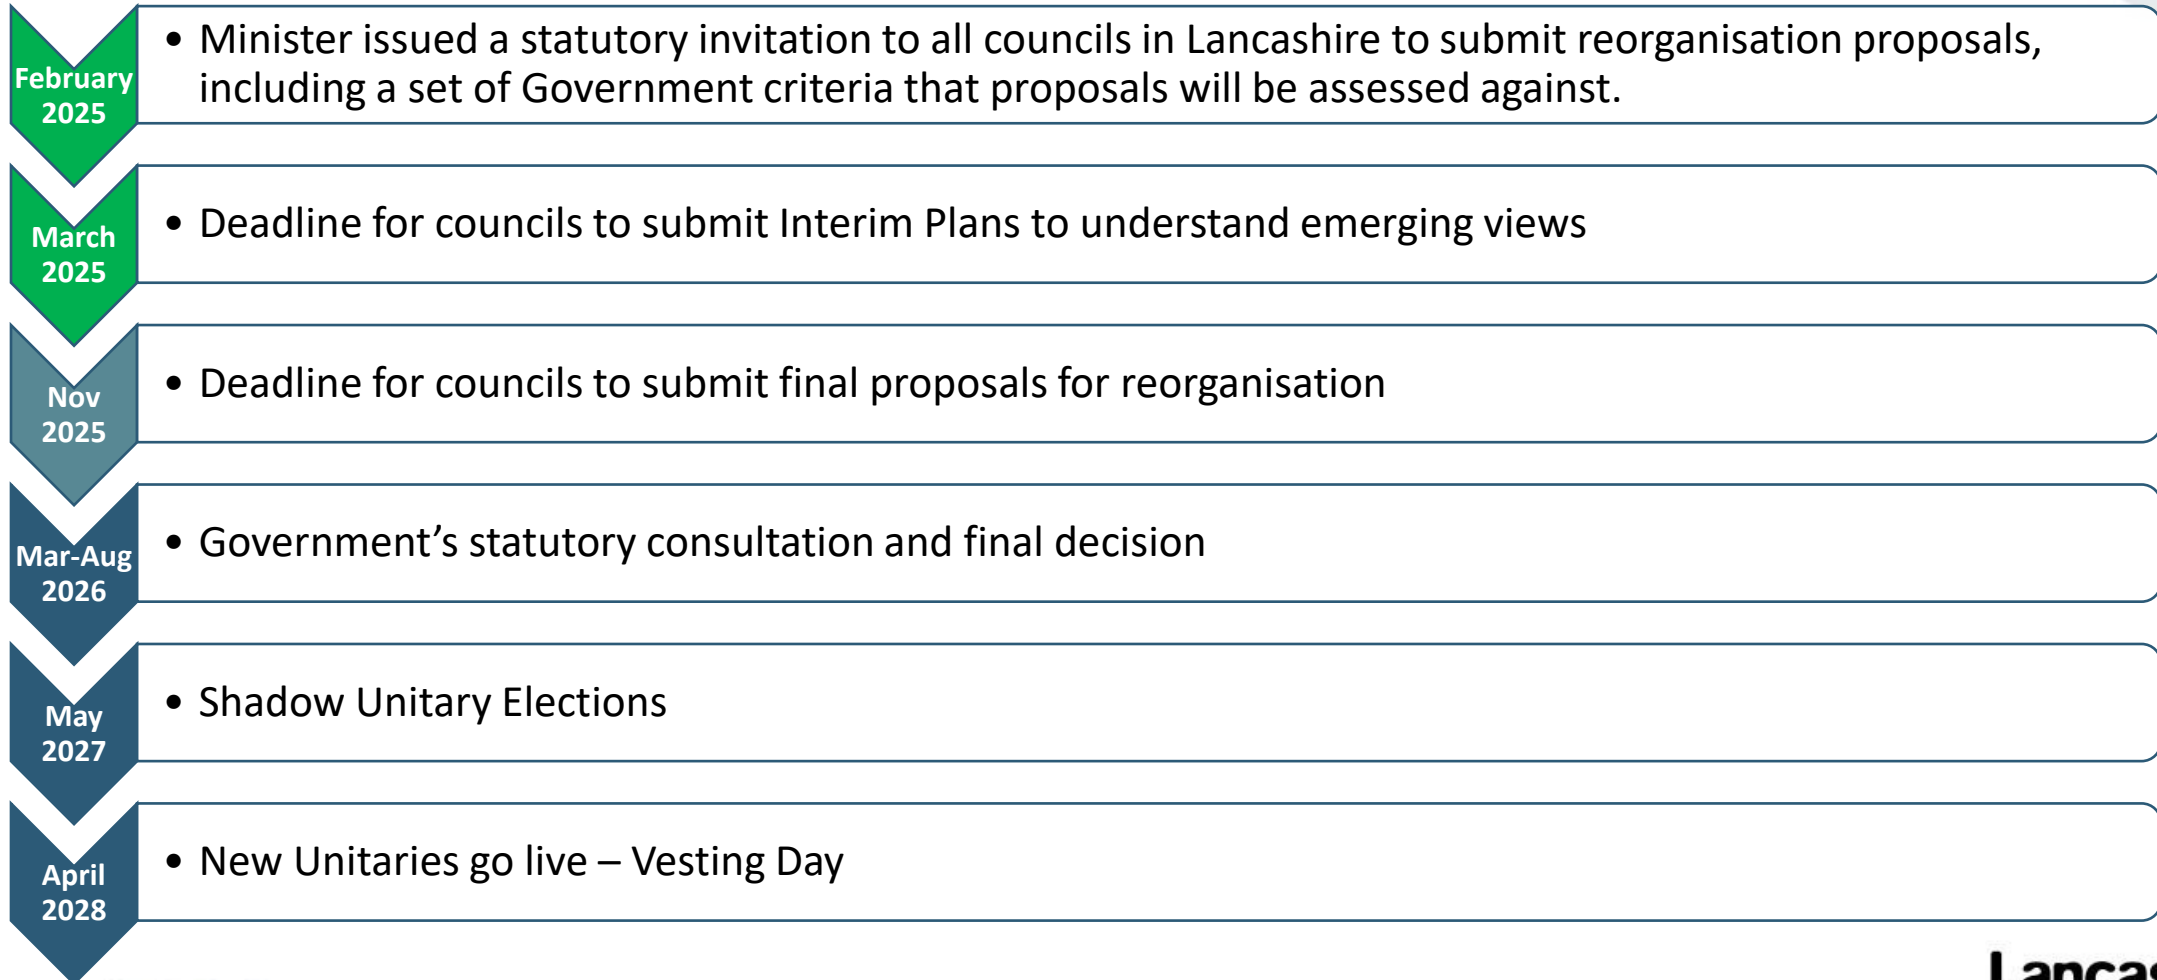 February
2025
• Minister issued a statutory invitation to all councils in Lancashire to submit reorganisation proposals,
including a set of Government criteria that proposals will be assessed against.
March
2025
• Deadline for councils to submit Interim Plans to understand emerging views
Nov
2025
• Deadline for councils to submit final proposals for reorganisation
Mar-Aug
2026
• Government’s statutory consultation and final decision
May
2027
• Shadow Unitary Elections
April
2028
• New Unitaries go live – Vesting Day